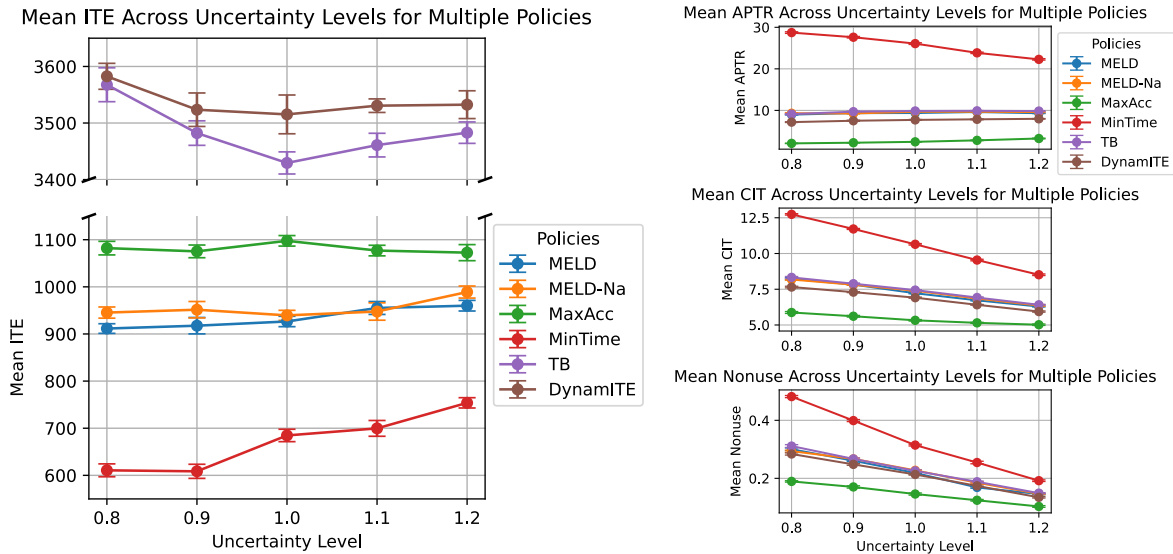 Mean ITE Across Uncertainty Levels for Multiple Policies
3600
3500
3400
1100
1000
900
800
700
600
Mean ITE
0.8 0.9 1.0 1.1 1.2
Uncertainty Level
Policies
MELD
MELD-Na
MaxAcc
MinTime
TB
DynamITE
Mean APTR Across Uncertainty Levels for Multiple Policies
30
20
10
Mean APTR
0.8 0.9 1.0 1.1 1.2
Policies
MELD
MELD-Na
MaxAcc
MinTime
TB
DynamITE
Mean CIT Across Uncertainty Levels for Multiple Policies
12.5
10.0
7.5
5.0
Mean CIT
0.8 0.9 1.0 1.1 1.2
Mean Nonuse Across Uncertainty Levels for Multiple Policies
0.4
0.2
Mean Nonuse
0.8 0.9 1.0 1.1 1.2
Uncertainty Level